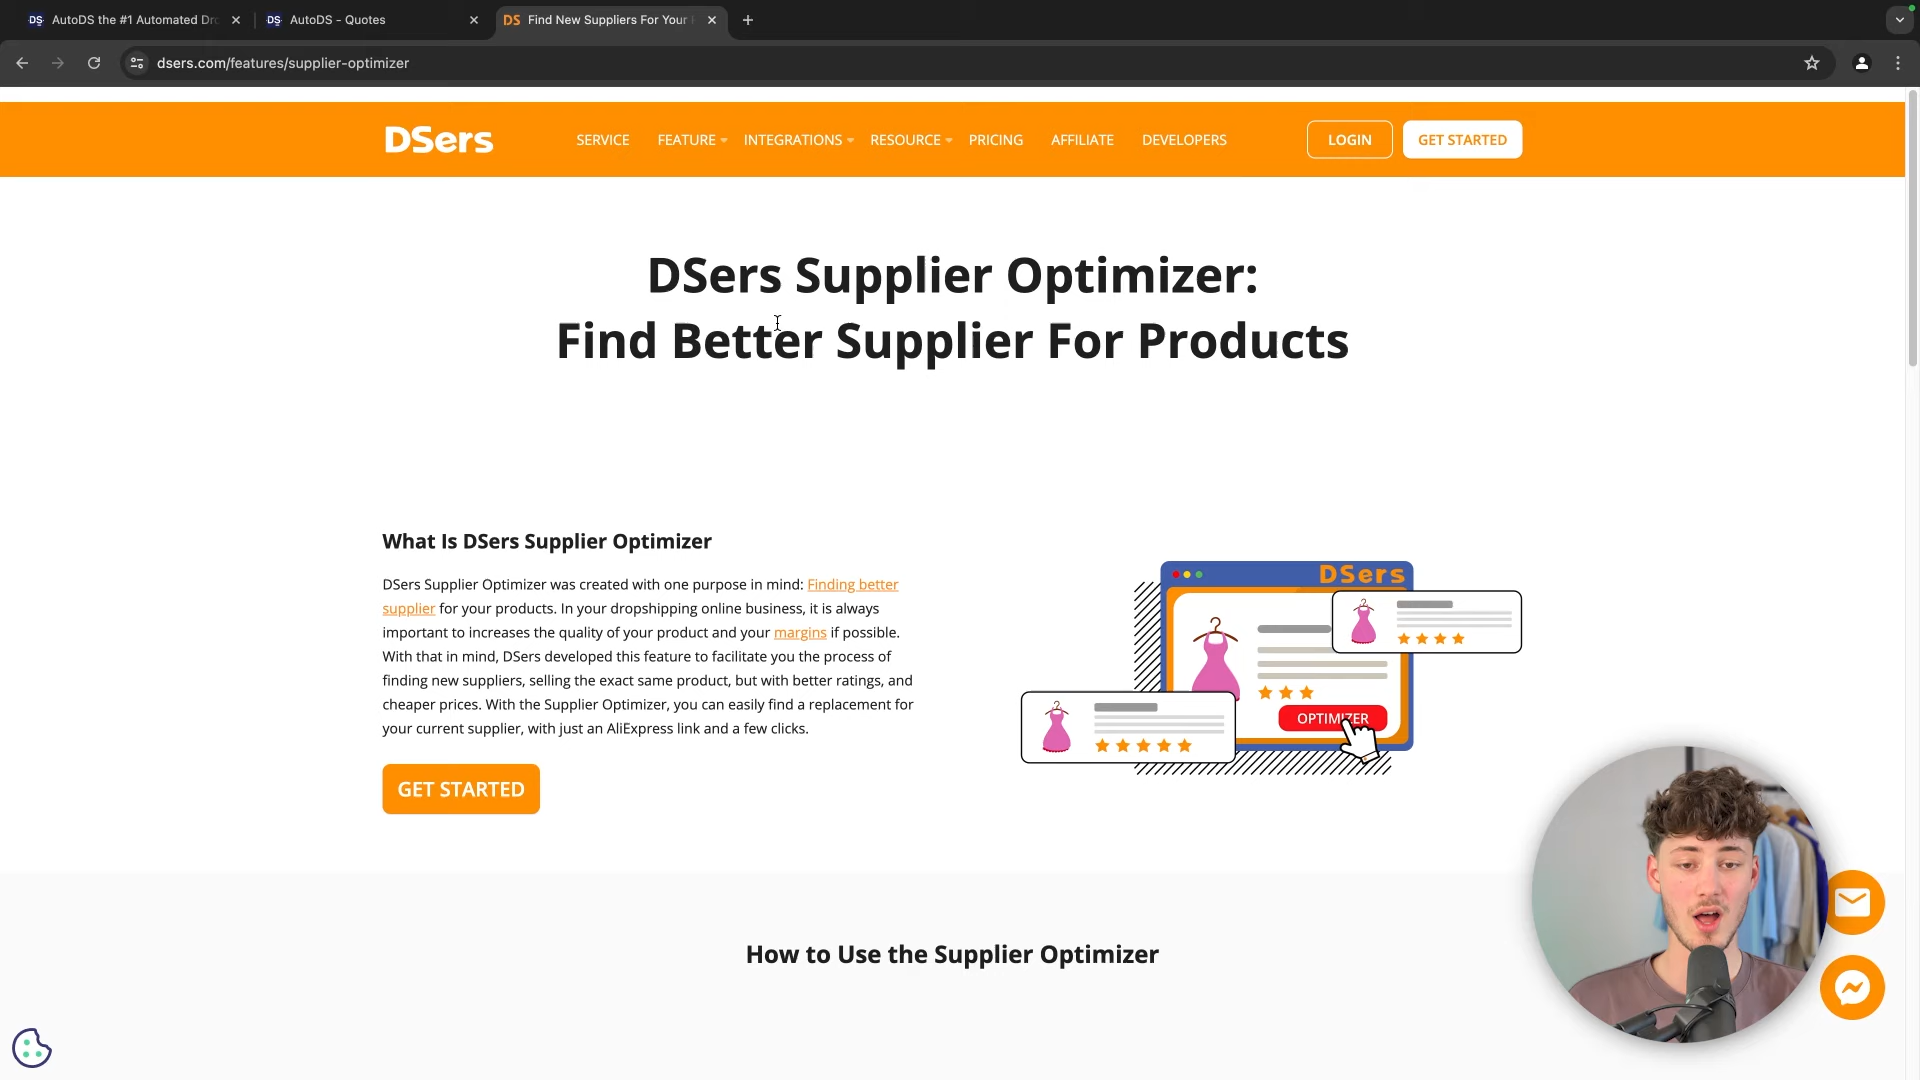 AutoDS the #1 Automated Dro
AutoDS - Quotes
Find New Suppliers For Your
dsers.com/features/supplier-optimizer
DSers
SERVICE
FEATURE
INTEGRATIONS
RESOURCE
PRICING
AFFILIATE
DEVELOPERS
LOGIN
GET STARTED
DSers Supplier Optimizer:
Find Better Supplier For Products
What Is DSers Supplier Optimizer
DSers Supplier Optimizer was created with one purpose in mind: Finding better
supplier for your products. In your dropshipping online business, it is always
important to increases the quality of your product and your margins if possible.
With that in mind, DSers developed this feature to facilitate you the process of
finding new suppliers, selling the exact same product, but with better ratings, and
cheaper prices. With the Supplier Optimizer, you can easily find a replacement for
your current supplier, with just an AliExpress link and a few clicks.
GET STARTED
DSers
OPTIMIZER
How to Use the Supplier Optimizer